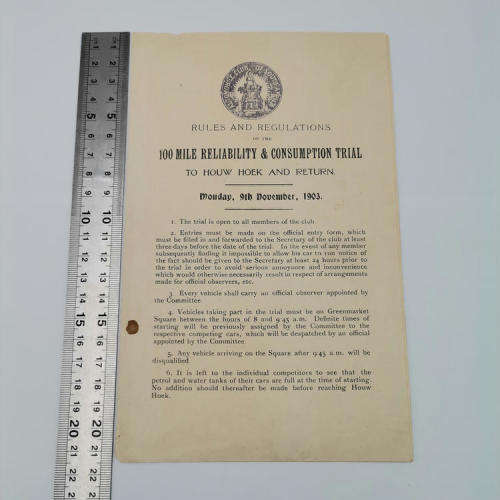 RULES AND REGULATIONS
OF THE
100 MILE RELIABILITY & CONSUMPTION TRIAL
TO HOUW HOEK AND RETURN.
Monday, 9th November, 1903.
1. The trial is open to all members of the club
2. Entries must be made on the official entry form, which
must be filled in and forwarded to the Secretary of the club at least
three days before the date of the trial. In the event of any member
subsequently finding it impossible to allow his car to run notice of
the fact should be given to the Secretary at least 24 hours prior to
the trial in order to avoid serious annoyance and inconvenience
which would otherwise necessarily result in respect of arrangements
made for official observers, etc.
3. Every vehicle shall carry an official observer appointed by
the Committee
4. Vehicles taking part in the trial must be on Greenmarket
Square between the hours of 8 and 9.45 a.m. Definite times of
starting will be previously assigned by the Committee to the
respective competing cars, which will be despatched by an official
appointed by the Committee
5. Any vehicle arriving on the Square after 9.45 a.m. will be
disqualified
6. It is left to the individual competitors to see that the
petrol and water tanks of their cars are full at the time of starting.
No addition should thereafter be made before reaching Houw
Hoek.
1
2
3
4
5
6
7
8
9
10
11
12
13
14
15
16
17
18
19
20
21
22